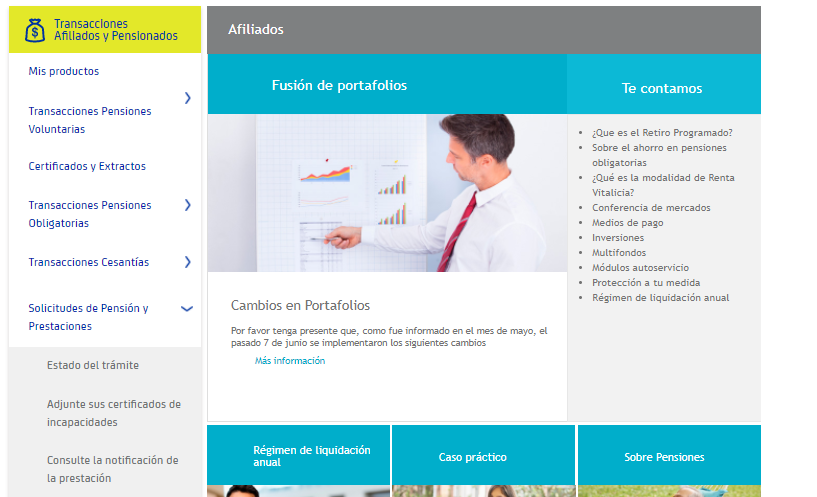 Transacciones
Afiliados y Pensionados
Mis productos
Transacciones Pensiones
Voluntarias
Certificados y Extractos
Transacciones Pensiones
Obligatorias
Transacciones Cesantías
Solicitudes de Pensión y
Prestaciones
Estado del trámite
Adjunte sus certificados de
incapacidades
Consulte la notificación de
la prestación
Afiliados
Fusión de portafolios
Cambios en Portafolios
Por favor tenga presente que, como fue informado en el mes de mayo, el
pasado 7 de junio se implementaron los siguientes cambios
Más información
Te contamos
¿Que es el Retiro Programado?
Sobre el ahorro en pensiones
obligatorias
¿Qué es la modalidad de Renta
Vitalicia?
Conferencia de mercados
Medios de pago
Inversiones
Multifondos
Módulos autoservicio
Protección a tu medida
Régimen de liquidación anual
Régimen de liquidación
anual
Caso práctico
Sobre Pensiones